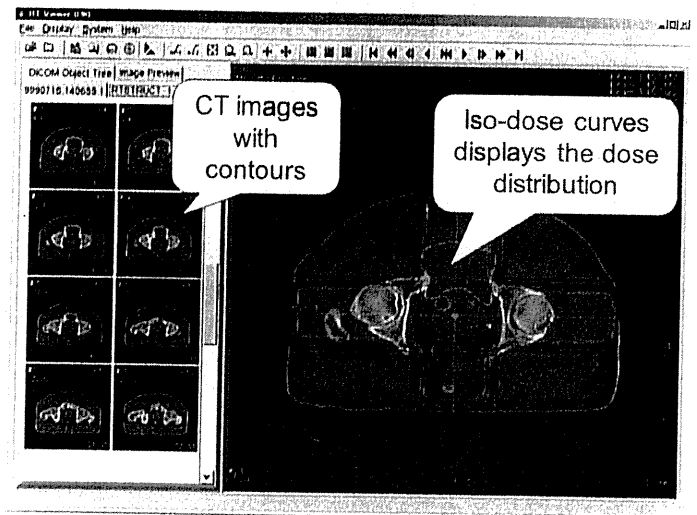 File Display System Help
DICOM Object Tree Image Preview
CT images
with
contours
Iso-dose curves
displays the dose
distribution